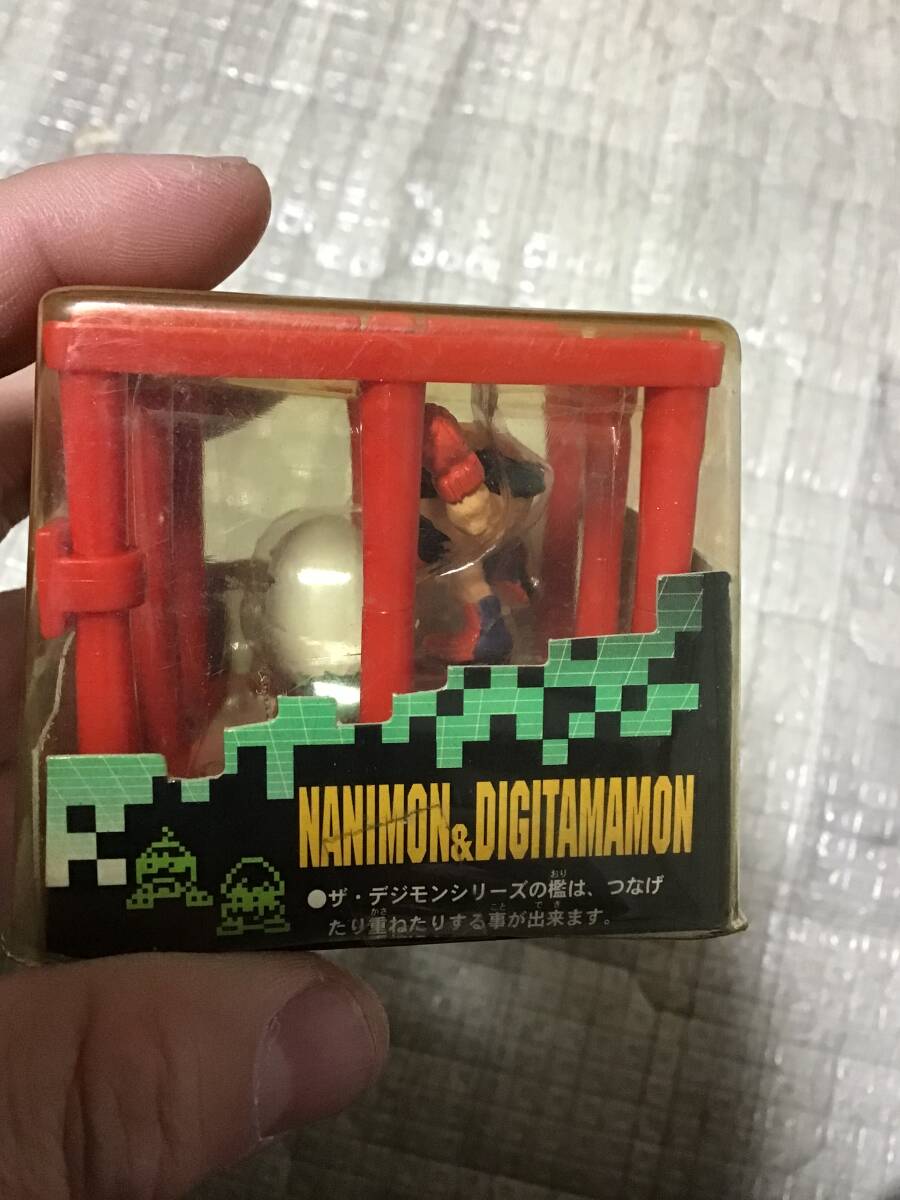 NANIMON&DIGITAMAMON
●ザ・デジモンシリーズの檻は、つなげ
たり重ねたりする事が出来ます。